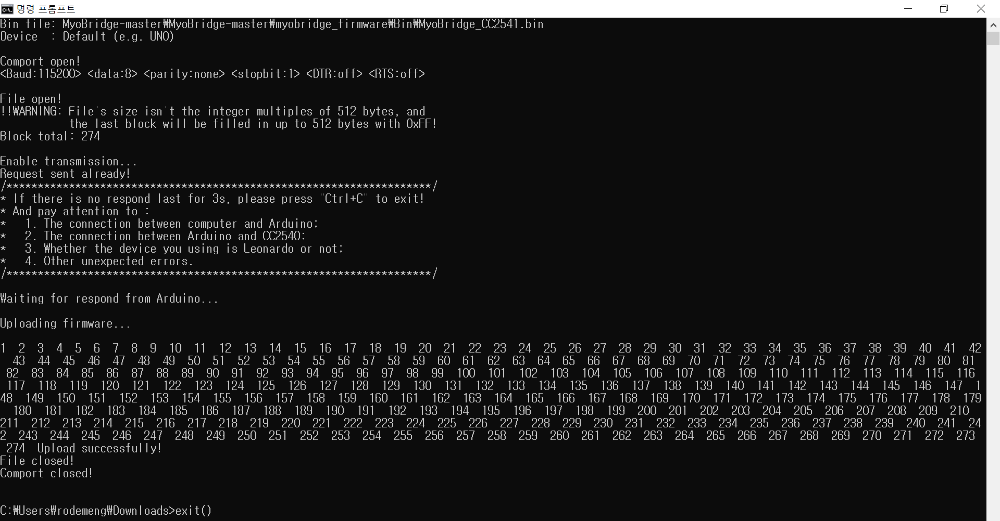 명령 프롬프트
Bin file: MyoBridge-master₩MyoBridge-master₩myobridge_firmware₩Bin₩MyoBridge_CC2541.bin
Device  : Default (e.g. UNO)
Comport open!
<Baud:115200> <data:8> <parity:none> <stopbit:1> <DTR:off> <RTS:off>
File open!
!!WARNING: File's size isn't the integer multiples of 512 bytes, and
           the last block will be filled in up to 512 bytes with 0xFF!
Block total: 274
Enable transmission...
Request sent already!
/********************************************************************/
* If there is no respond last for 3s, please press "Ctrl+C" to exit!
* And pay attention to :
*   1. The connection between computer and Arduino;
*   2. The connection between Arduino and CC2540;
*   3. Whether the device you using is Leonardo or not;
*   4. Other unexpected errors.
/********************************************************************/
Waiting for respond from Arduino...
Uploading firmware...
1  2  3  4  5  6  7  8  9  10  11  12  13  14  15  16  17  18  19  20  21  22  23  24  25  26  27  28  29  30  31  32  33  34  35  36  37  38  39  40  41  42
  43  44  45  46  47  48  49  50  51  52  53  54  55  56  57  58  59  60  61  62  63  64  65  66  67  68  69  70  71  72  73  74  75  76  77  78  79  80  81
 82  83  84  85  86  87  88  89  90  91  92  93  94  95  96  97  98  99  100  101  102  103  104  105  106  107  108  109  110  111  112  113  114  115  116
 117  118  119  120  121  122  123  124  125  126  127  128  129  130  131  132  133  134  135  136  137  138  139  140  141  142  143  144  145  146  147  1
48  149  150  151  152  153  154  155  156  157  158  159  160  161  162  163  164  165  166  167  168  169  170  171  172  173  174  175  176  177  178  179
  180  181  182  183  184  185  186  187  188  189  190  191  192  193  194  195  196  197  198  199  200  201  202  203  204  205  206  207  208  209  210
211  212  213  214  215  216  217  218  219  220  221  222  223  224  225  226  227  228  229  230  231  232  233  234  235  236  237  238  239  240  241  24
2  243  244  245  246  247  248  249  250  251  252  253  254  255  256  257  258  259  260  261  262  263  264  265  266  267  268  269  270  271  272  273
 274  Upload successfully!
File closed!
Comport closed!
C:₩Users₩rodemeng₩Downloads>exit()